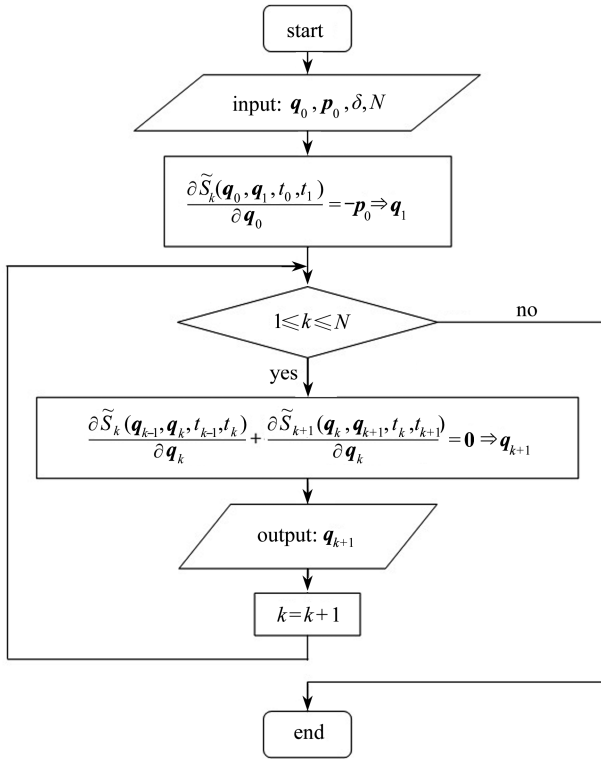 start
input: q₀, p₀, δ, N
∂S̃ₖ(q₀, q₁, t₀, t₁) / ∂q₀ = −p₀ ⇒ q₁
1 ≤ k ≤ N
no
yes
∂S̃ₖ(qₖ₋₁, qₖ, tₖ₋₁, tₖ) / ∂qₖ + ∂S̃ₖ₊₁(qₖ, qₖ₊₁, tₖ, tₖ₊₁) / ∂qₖ = 0 ⇒ qₖ₊₁
output: qₖ₊₁
k = k + 1
end